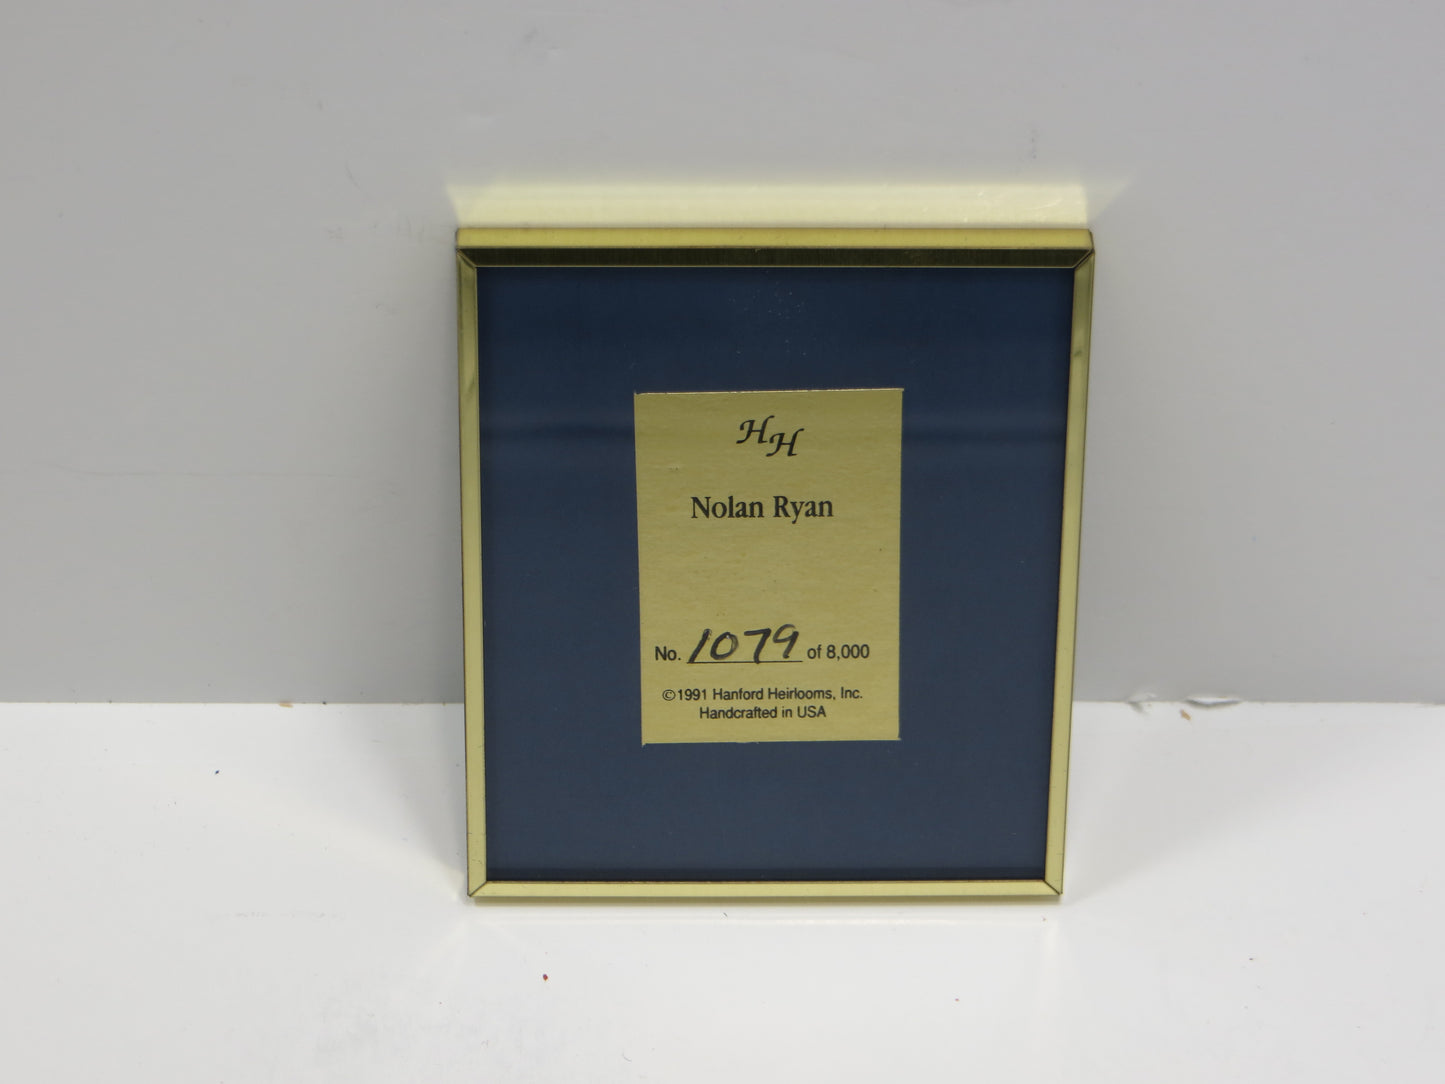 HH
Nolan Ryan
No. 1079 of 8,000
©1991 Hanford Heirlooms, Inc.
Handcrafted in USA